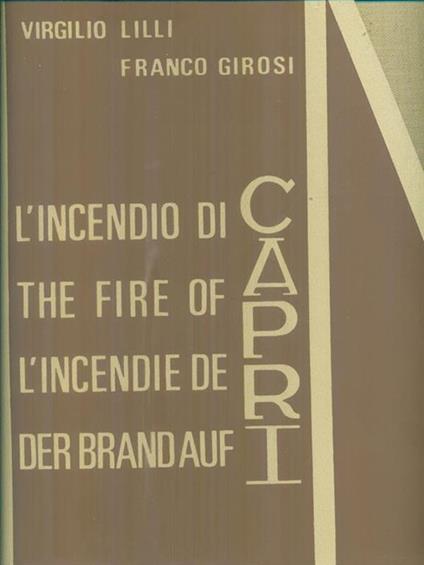 VIRGILIO LILLI
FRANCO GIROSI
L'INCENDIO DI
THE FIRE OF
L'INCENDIE DE
DER BRAND AUF
CAPRI